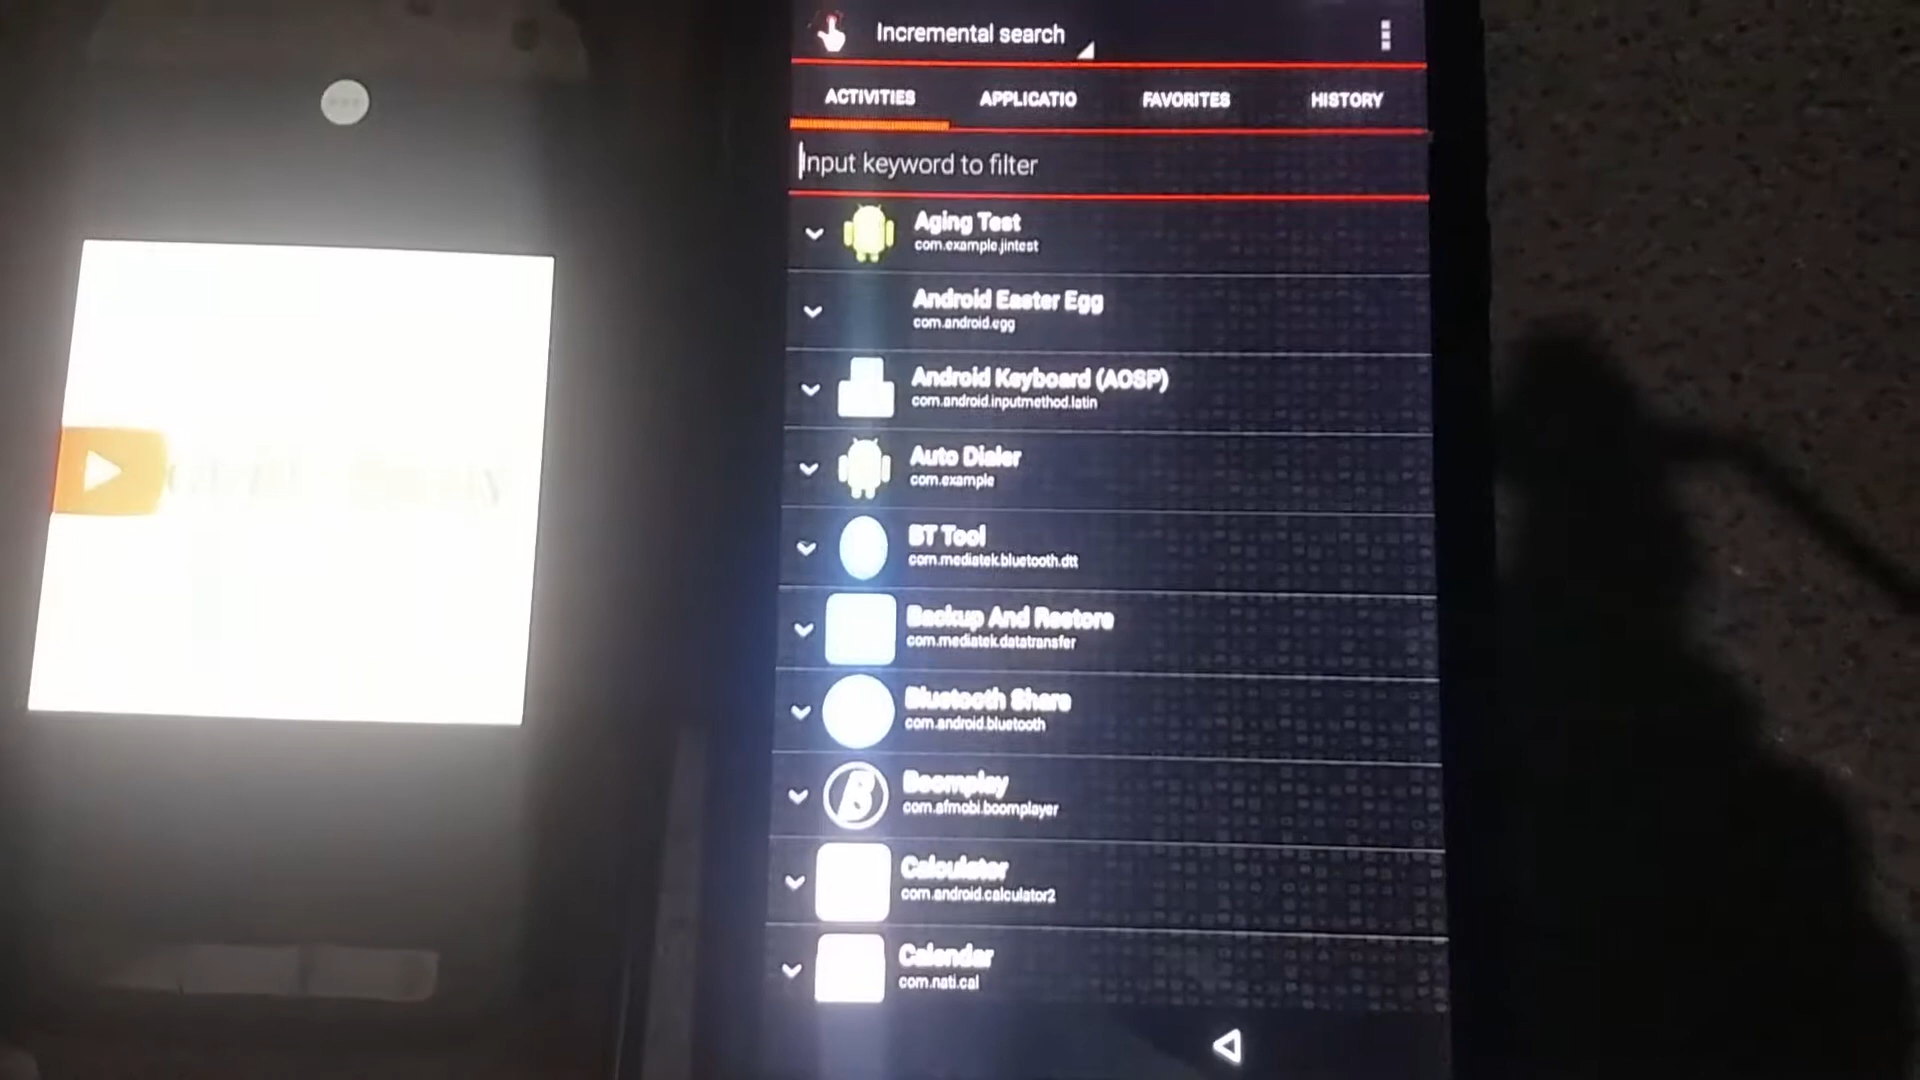 Incremental search
ACTIVITIES
APPLICATIO
FAVORITES
HISTORY
Input keyword to filter
Aging Test
com.example.jintest
Android Easter Egg
com.android.egg
Android Keyboard (AOSP)
com.android.inputmethod.latin
Auto Dialer
com.example
BT Tool
com.mediatek.bluetooth.dtt
Backup And Restore
com.mediatek.datatransfer
Bluetooth Share
com.android.bluetooth
Boomplay
com.afmobi.boomplayer
Calculator
com.android.calculator2
Calendar
com.nati.cal